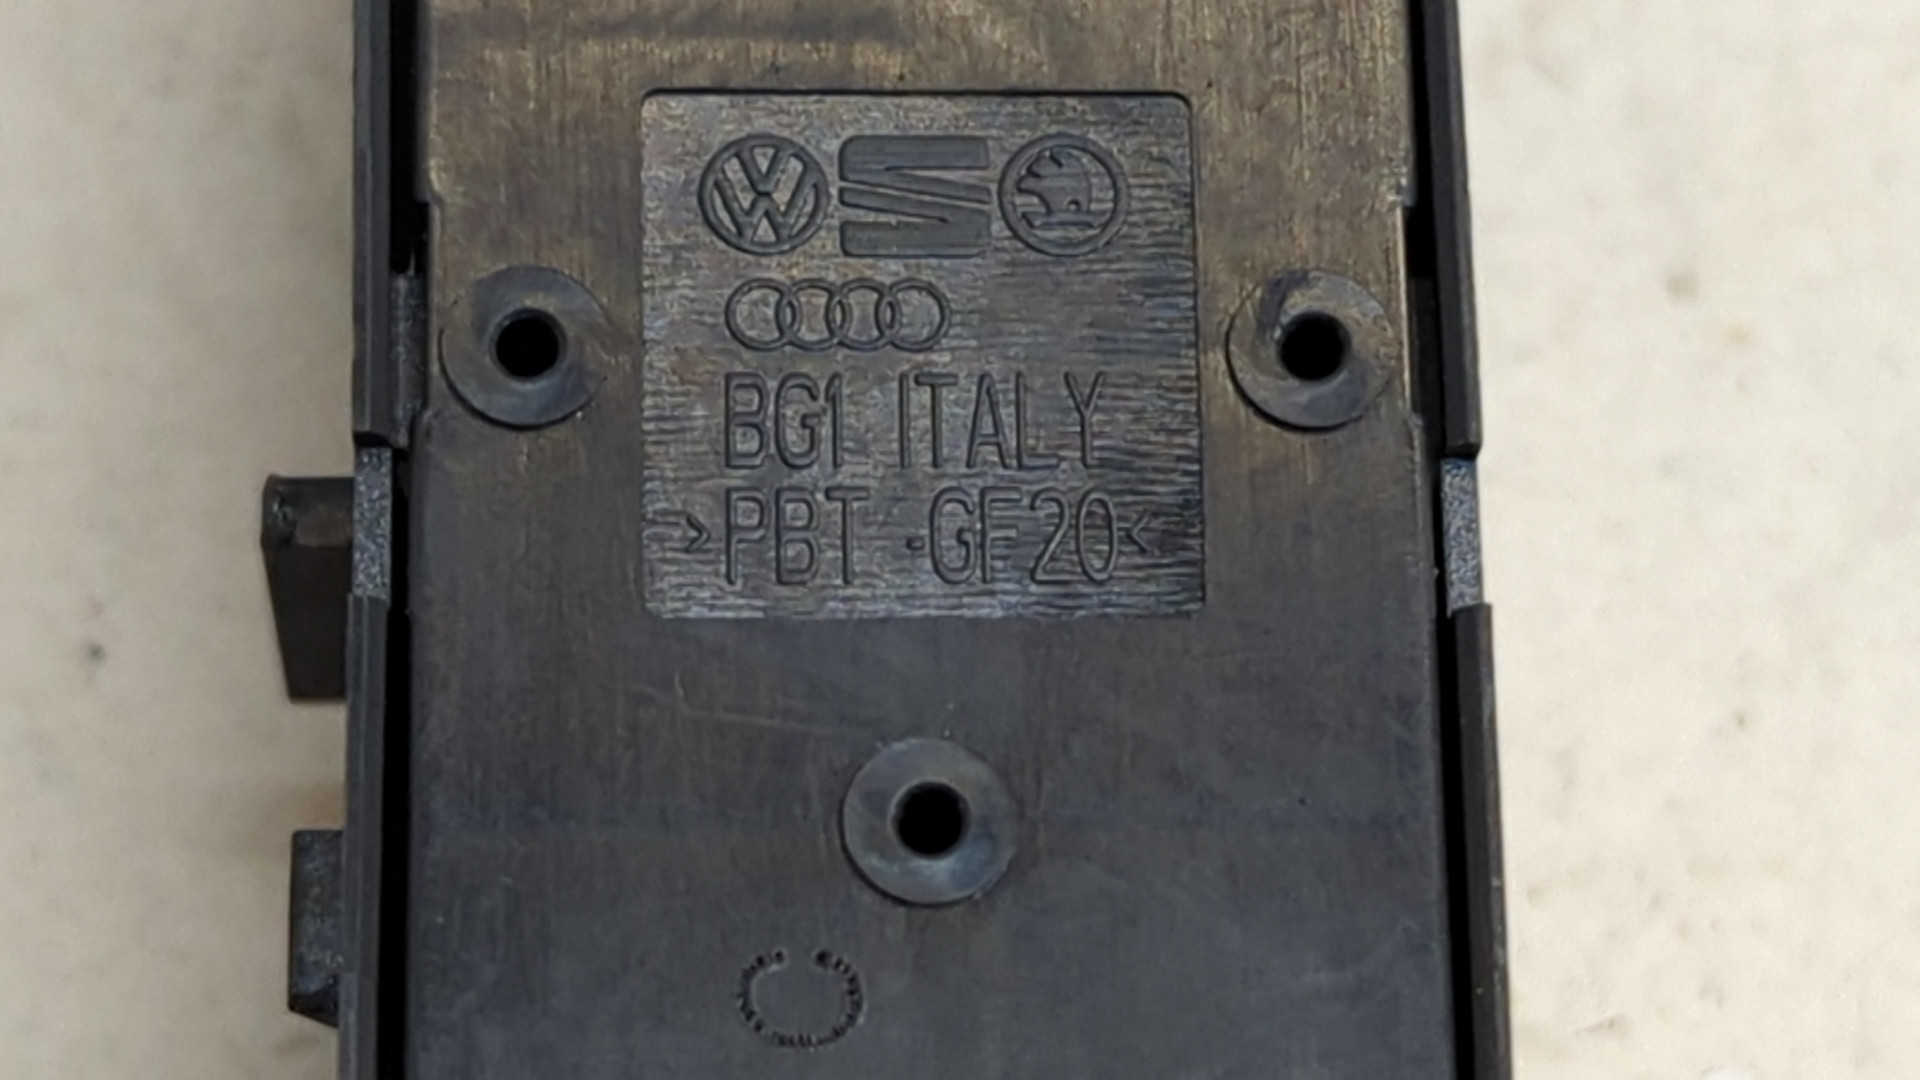 BG1 ITALY
>PBT -GF20<